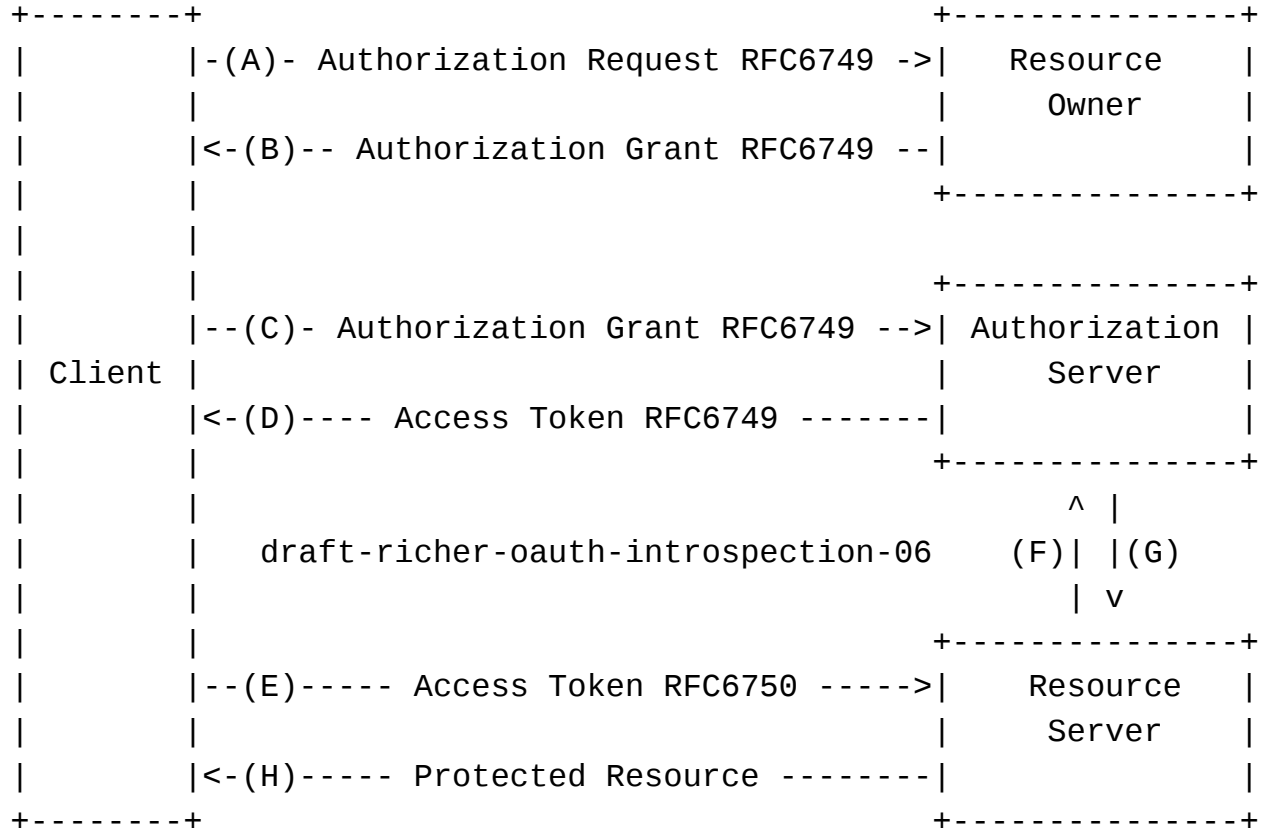 +--------+                                      +---------------+
|        |-(A)- Authorization Request RFC6749 ->|   Resource    |
|        |                                      |     Owner     |
|        |<-(B)-- Authorization Grant RFC6749 --|               |
|        |                                      +---------------+
|        |
|        |                                      +---------------+
|        |--(C)- Authorization Grant RFC6749 -->| Authorization |
| Client |                                      |     Server    |
|        |<-(D)---- Access Token RFC6749 -------|               |
|        |                                      +---------------+
|        |                                             ^ |
|        |   draft-richer-oauth-introspection-06    (F)| |(G)
|        |                                             | v
|        |                                      +---------------+
|        |--(E)----- Access Token RFC6750 ----->|    Resource   |
|        |                                      |     Server    |
|        |<-(H)----- Protected Resource --------|               |
+--------+                                      +---------------+